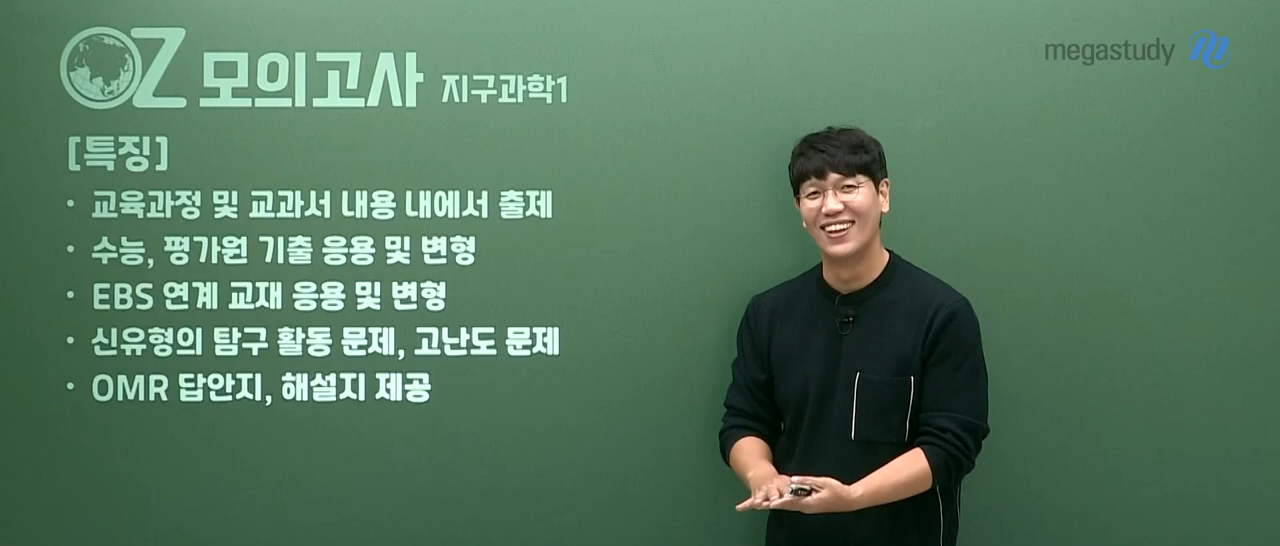 OZ 모의고사 지구과학1
megastudy
[특징]
• 교육과정 및 교과서 내용 내에서 출제
• 수능, 평가원 기출 응용 및 변형
• EBS 연계 교재 응용 및 변형
• 신유형의 탐구 활동 문제, 고난도 문제
• OMR 답안지, 해설지 제공